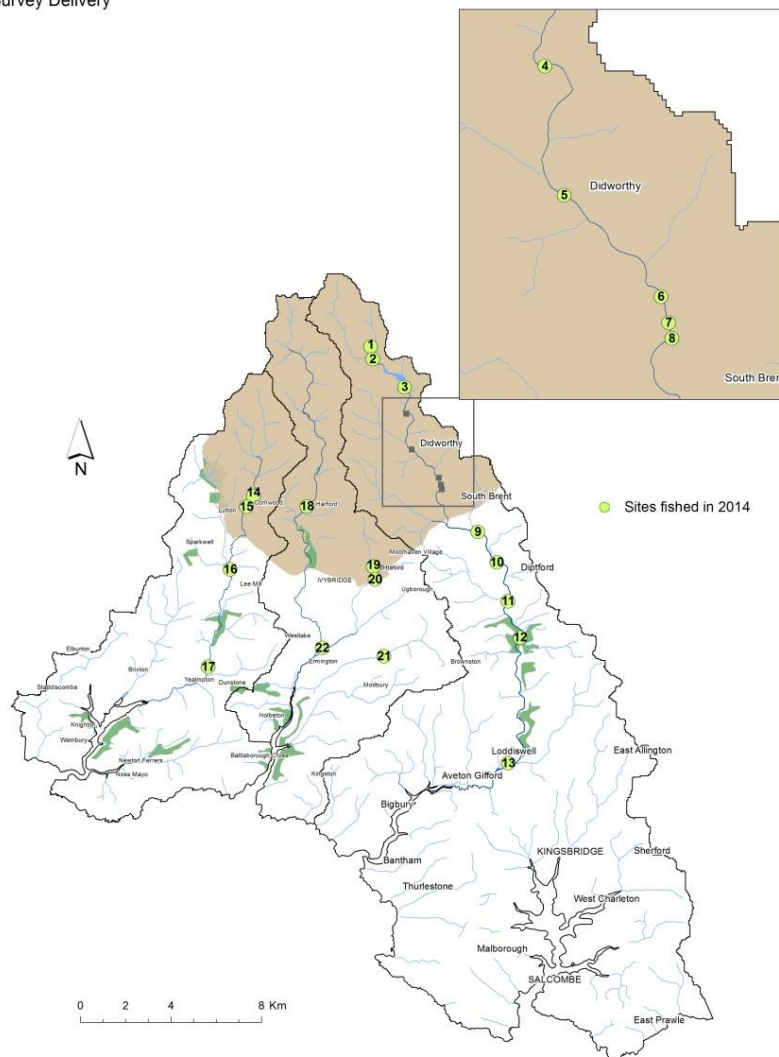 Survey Delivery
4
5
Didworthy
6
7
8
South Brent
1
2
3
N
Didworthy
14
15
Cornwood
Lutton
18
Harford
South Brent
Sites fished in 2014
9
Sparkwell
Moorhaven Village
10
Diptford
16
Lee Mill
IVYBRIDGE
19
Bittaford
20
Ugborough
11
Westlake
12
Elburton
22
Ermington
21
Brownston
Brixton
17
Yealmpton
Dunstone
Modbury
Staddiscombe
Knighton
Holbeton
Wembury
Battisborough Cross
Loddiswell
East Allington
Newton Ferrers
13
Noss Mayo
Kingston
Aveton Gifford
Bigbury
KINGSBRIDGE
Sherford
Bantham
Thurlestone
West Charleton
Malborough
SALCOMBE
0 2 4 8 Km
East Prawle